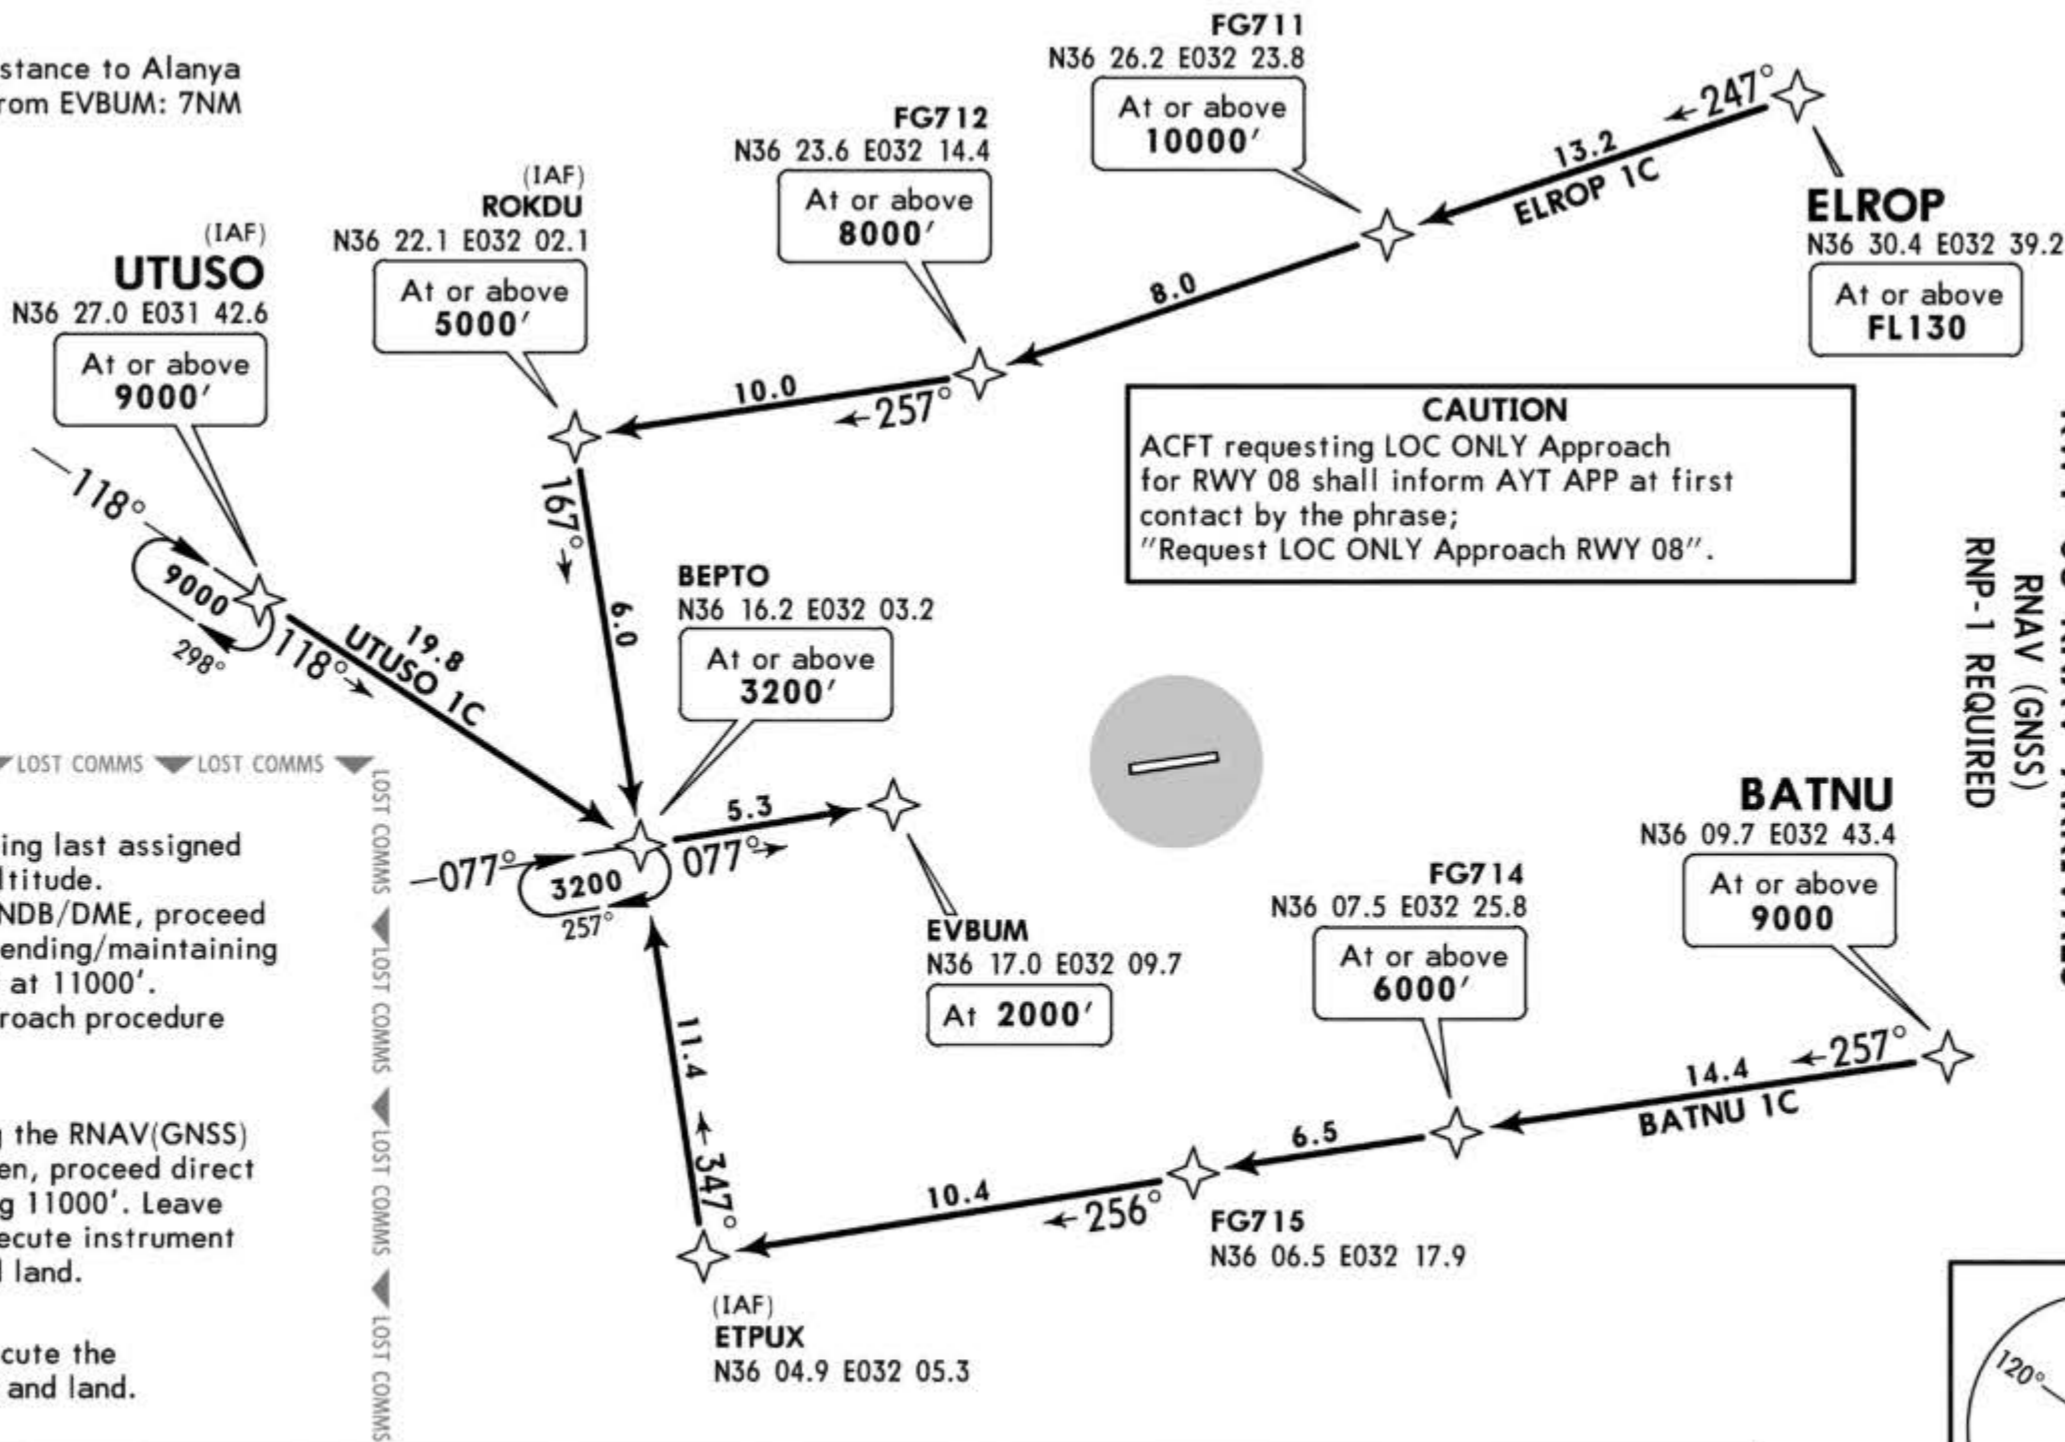 stance to Alanya
rom EVBUM: 7NM
(IAF)
UTUSO
N36 27.0 E031 42.6
At or above
9000′
(IAF)
ROKDU
N36 22.1 E032 02.1
At or above
5000′
FG712
N36 23.6 E032 14.4
At or above
8000′
FG711
N36 26.2 E032 23.8
At or above
10000′
247°
13.2
ELROP 1C
ELROP
N36 30.4 E032 39.2
At or above
FL130
8.0
10.0
257°
CAUTION
ACFT requesting LOC ONLY Approach
for RWY 08 shall inform AYT APP at first
contact by the phrase;
"Request LOC ONLY Approach RWY 08".
RNAV (GNSS)
RNP-1 REQUIRED
118°
9000
298°
118°
19.8
UTUSO 1C
167°
6.0
BEPTO
N36 16.2 E032 03.2
At or above
3200′
077°
3200
257°
5.3
077°
EVBUM
N36 17.0 E032 09.7
At 2000′
BATNU
N36 09.7 E032 43.4
At or above
9000
FG714
N36 07.5 E032 25.8
At or above
6000′
257°
14.4
BATNU 1C
6.5
FG715
N36 06.5 E032 17.9
10.4
256°
11.4
347°
(IAF)
ETPUX
N36 04.9 E032 05.3
LOST COMMS LOST COMMS
LOST COMMS LOST COMMS LOST COMMS LOST COMMS
ing last assigned
ltitude.
NDB/DME, proceed
ending/maintaining
at 11000′.
roach procedure
g the RNAV(GNSS)
en, proceed direct
g 11000′. Leave
ecute instrument
d land.
cute the
and land.
120°